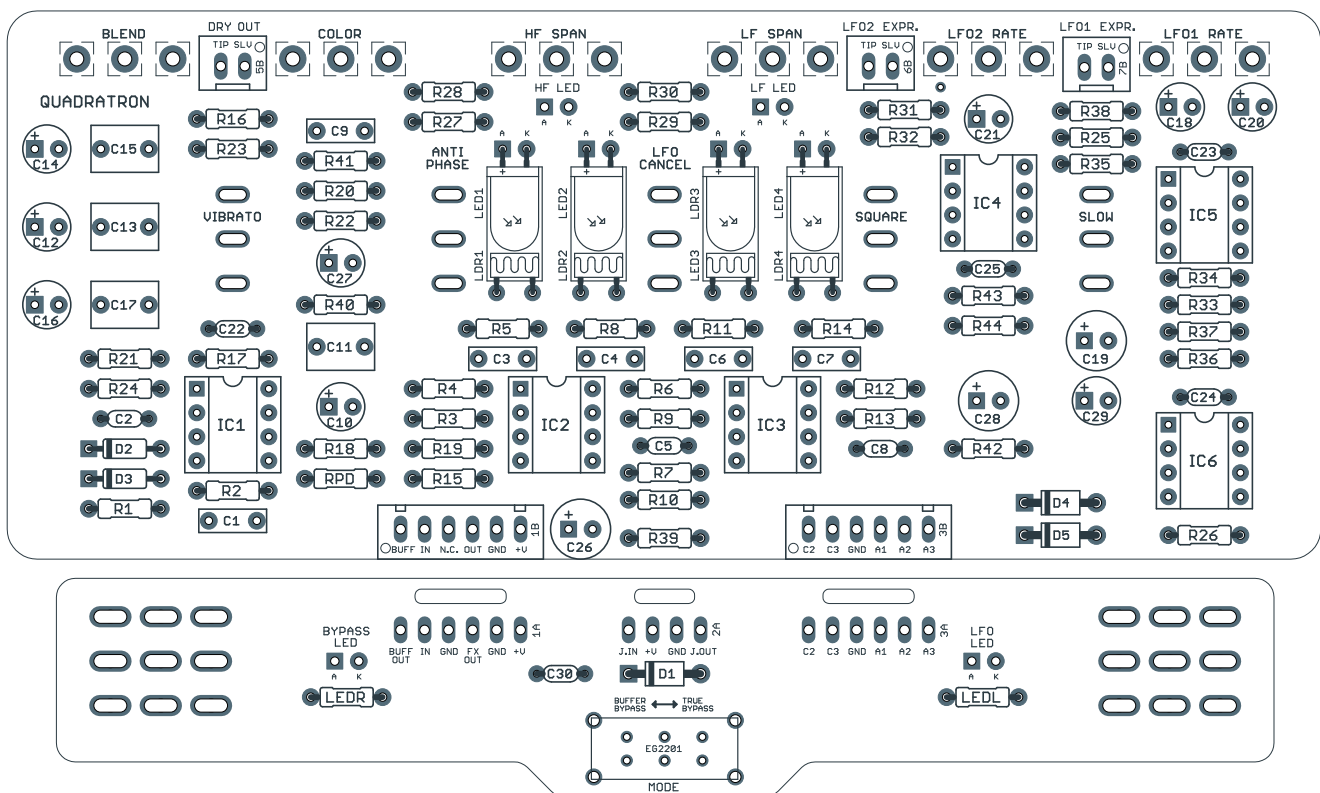 BLEND
DRY OUT
COLOR
HF SPAN
LF SPAN
LFO2 EXPR.
LFO2 RATE
LFO1 EXPR.
LFO1 RATE
TIP SLV
5B
TIP SLV
6B
TIP SLV
7B
QUADRATRON
R28
HF LED
A K
R30
LF LED
A K
R31
R38
C18
C20
R16
C9
R27
R29
R32
C21
R25
R23
R41
ANTI
PHASE
A K
A K
LFO
CANCEL
A K
A K
R35
C23
+
C14
C15
R20
LED1
LED2
LDR3
LED4
IC4
IC5
VIBRATO
R22
SQUARE
SLOW
+
C12
C13
+
C27
LDR1
LDR2
LED3
LDR4
C25
R34
+
C16
C17
R40
R43
R33
C22
R5
R8
R11
R14
R44
+
C19
R37
R21
R17
C11
C3
C4
C6
C7
R36
R24
R4
R6
R12
+
C28
+
C29
C24
C2
IC1
+
C10
R3
IC2
R9
IC3
R13
D2
R18
R19
C5
C8
R42
IC6
D3
RPD
R15
R7
R2
R10
D4
R1
C1
+
C26
R39
D5
R26
1B
BUFF IN N.C. OUT GND +V
3B
C2 C3 GND A1 A2 A3
BYPASS
LED
A K
LEDR
1A
BUFF
OUT
IN
GND
FX
OUT
GND
+V
2A
J.IN +V GND J.OUT
3A
C2 C3 GND A1 A2 A3
LFO
LED
A K
LEDL
C30
D1
BUFFER
BYPASS
TRUE
BYPASS
EG2201
MODE